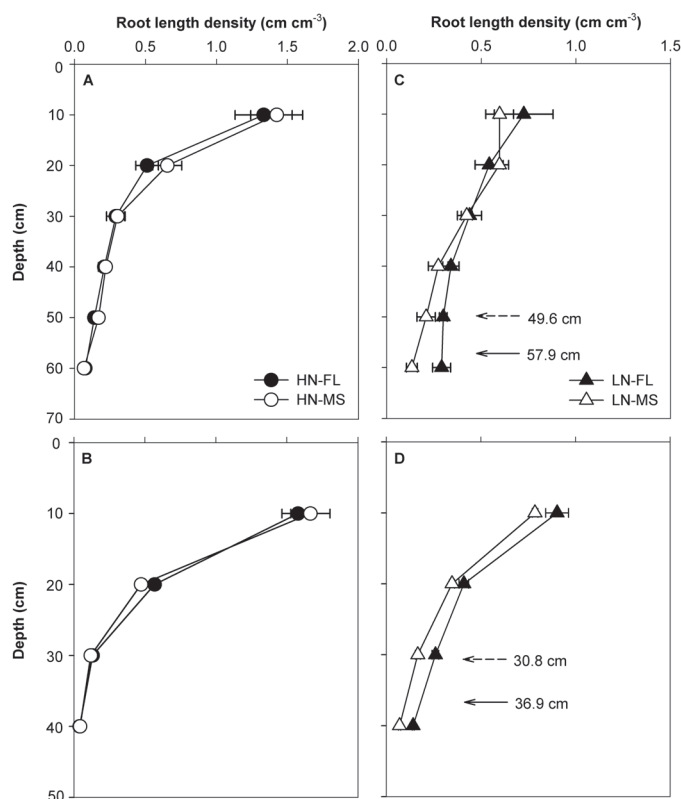 Root length density (cm cm⁻³)
0.0 0.5 1.0 1.5 2.0
Root length density (cm cm⁻³)
0.0 0.5 1.0 1.5
Depth (cm)
0
10
20
30
40
50
60
70
A
HN-FL
HN-MS
C
49.6 cm
57.9 cm
LN-FL
LN-MS
Depth (cm)
0
10
20
30
40
50
B
D
30.8 cm
36.9 cm